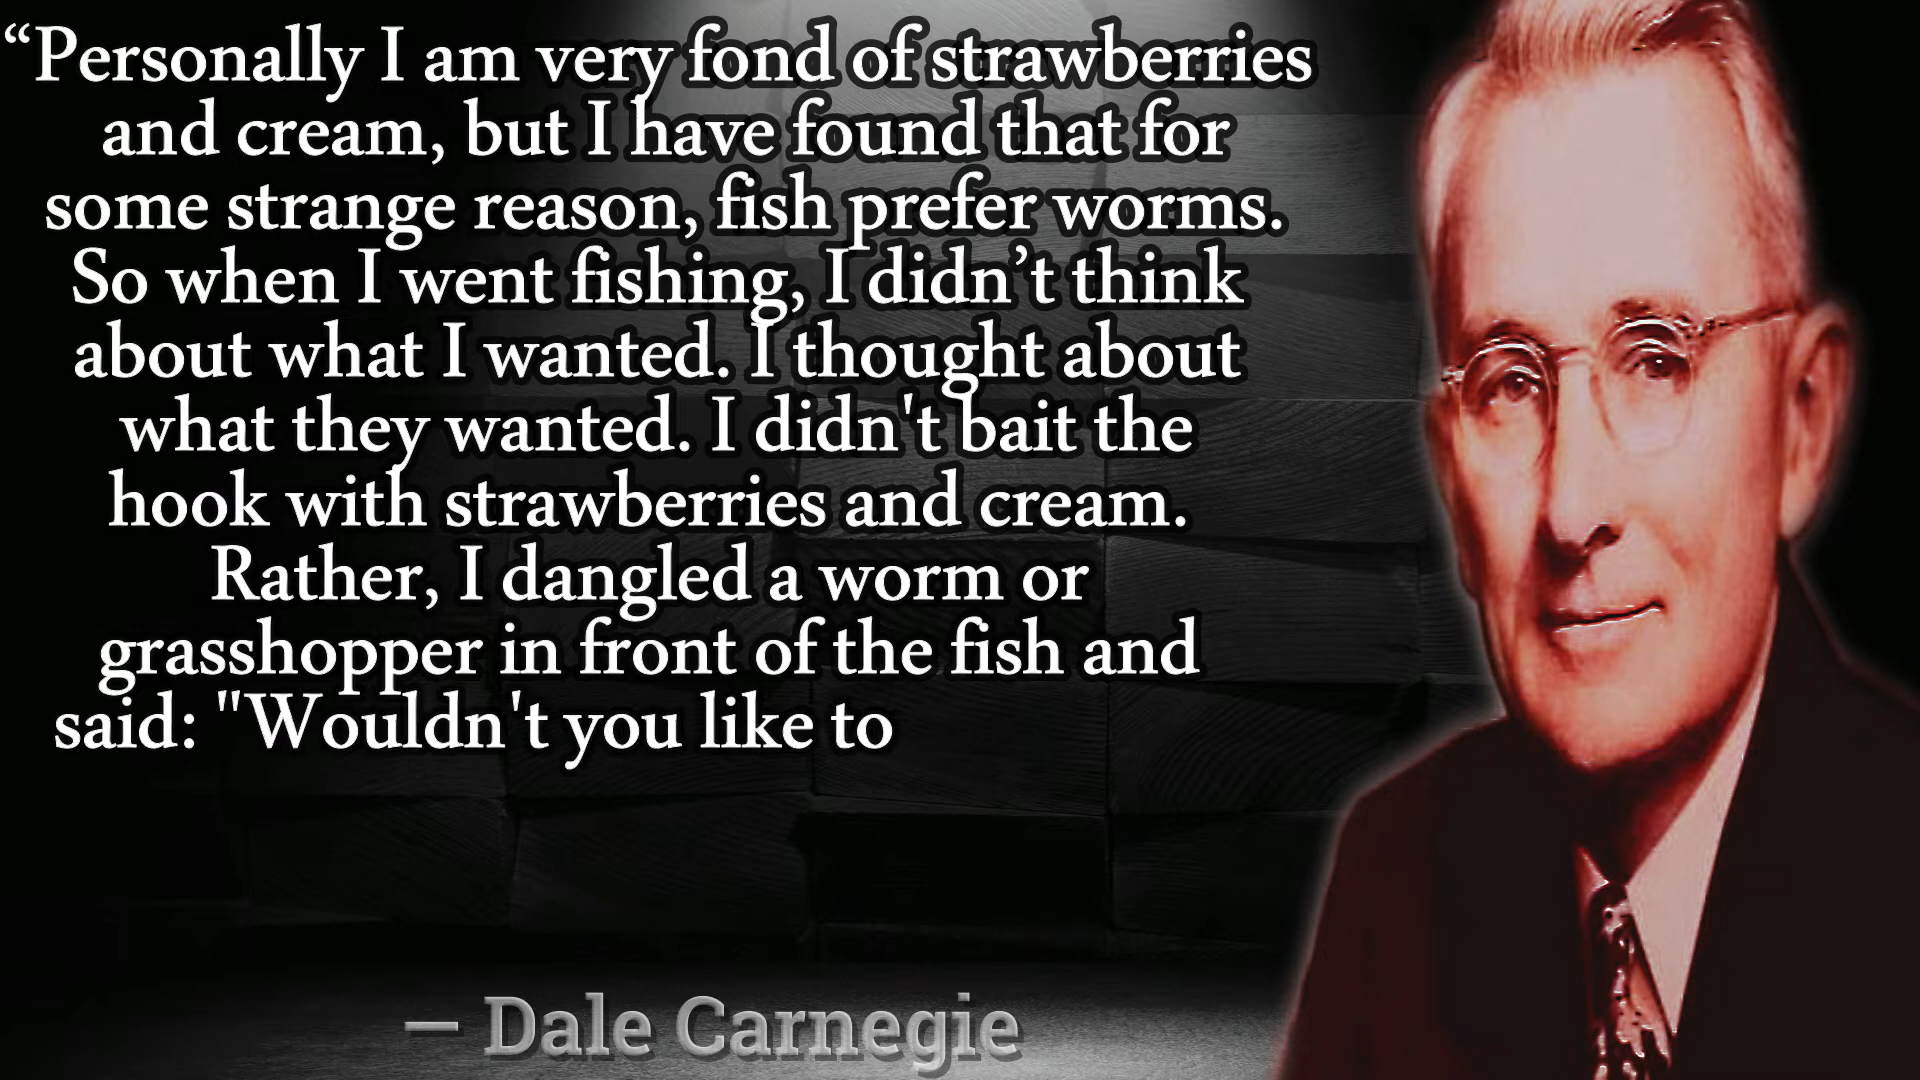 “Personally I am very fond of strawberries
and cream, but I have found that for
some strange reason, fish prefer worms.
So when I went fishing, I didn’t think
about what I wanted. I thought about
what they wanted. I didn't bait the
hook with strawberries and cream.
Rather, I dangled a worm or
grasshopper in front of the fish and
said: "Wouldn't you like to
— Dale Carnegie